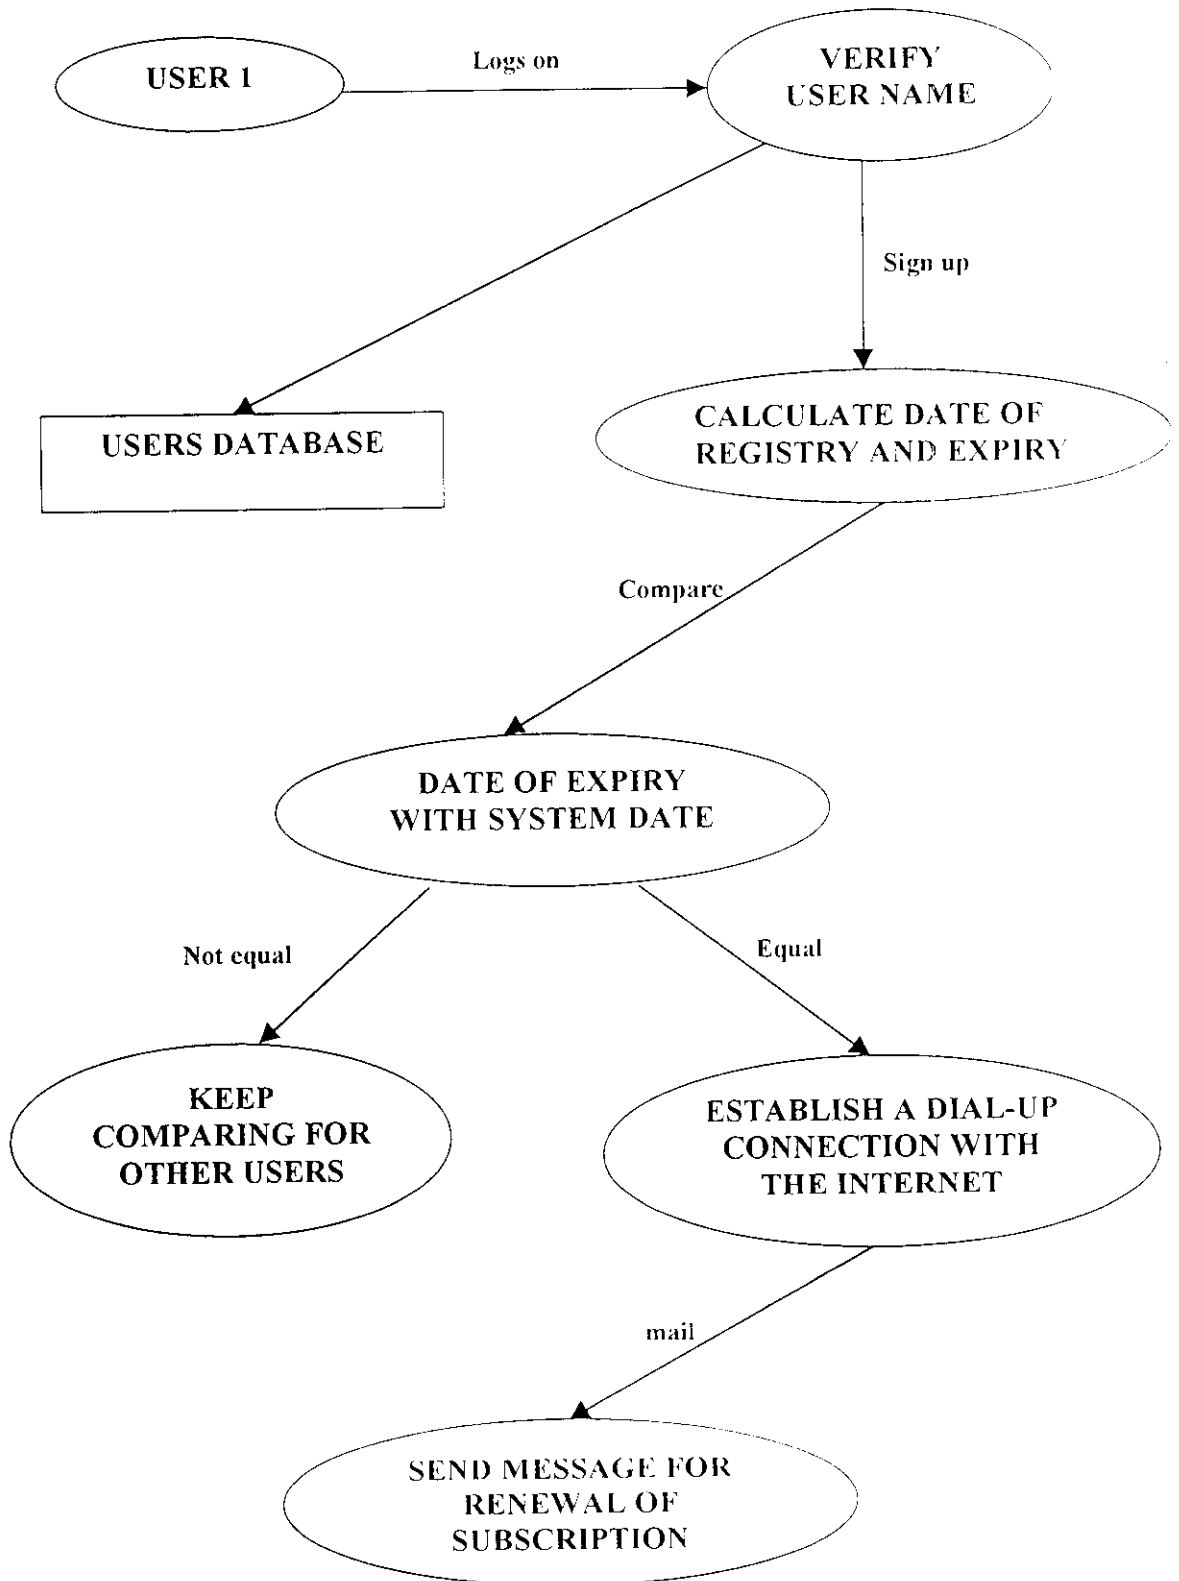 USER 1
Logs on
VERIFY
USER NAME
Sign up
USERS DATABASE
CALCULATE DATE OF
REGISTRY AND EXPIRY
Compare
DATE OF EXPIRY
WITH SYSTEM DATE
Not equal
Equal
KEEP
COMPARING FOR
OTHER USERS
ESTABLISH A DIAL-UP
CONNECTION WITH
THE INTERNET
mail
SEND MESSAGE FOR
RENEWAL OF
SUBSCRIPTION